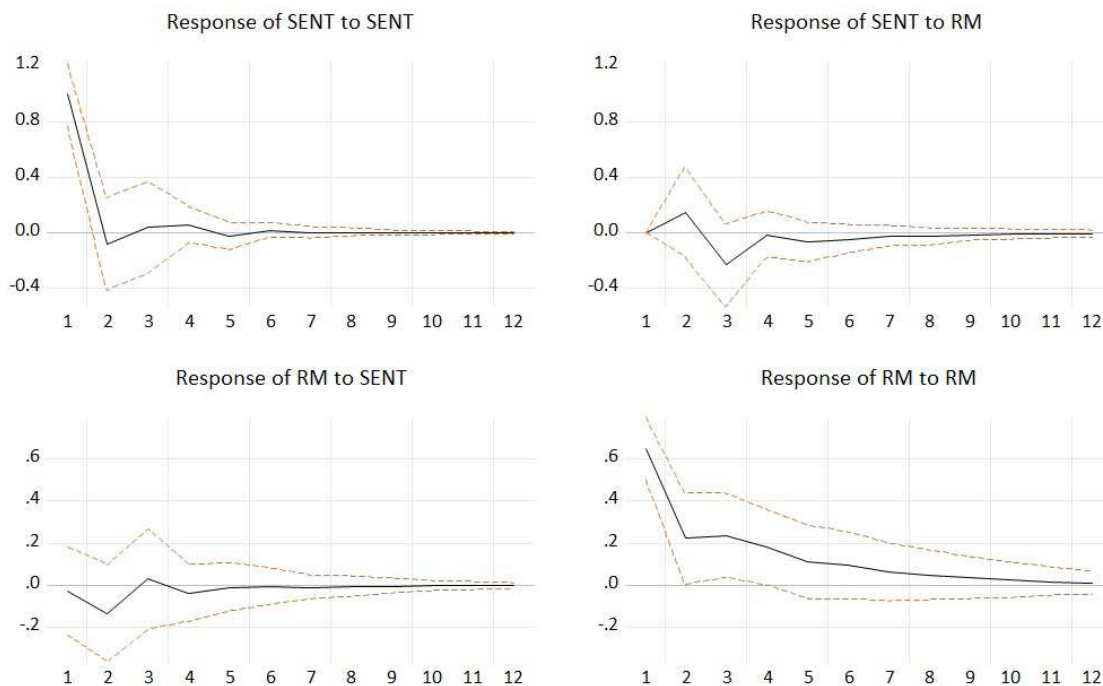 Response of SENT to SENT
1.2
0.8
0.4
0.0
-0.4
1 2 3 4 5 6 7 8 9 10 11 12
Response of SENT to RM
1.2
0.8
0.4
0.0
-0.4
1 2 3 4 5 6 7 8 9 10 11 12
Response of RM to SENT
.6
.4
.2
.0
-.2
1 2 3 4 5 6 7 8 9 10 11 12
Response of RM to RM
.6
.4
.2
.0
-.2
1 2 3 4 5 6 7 8 9 10 11 12